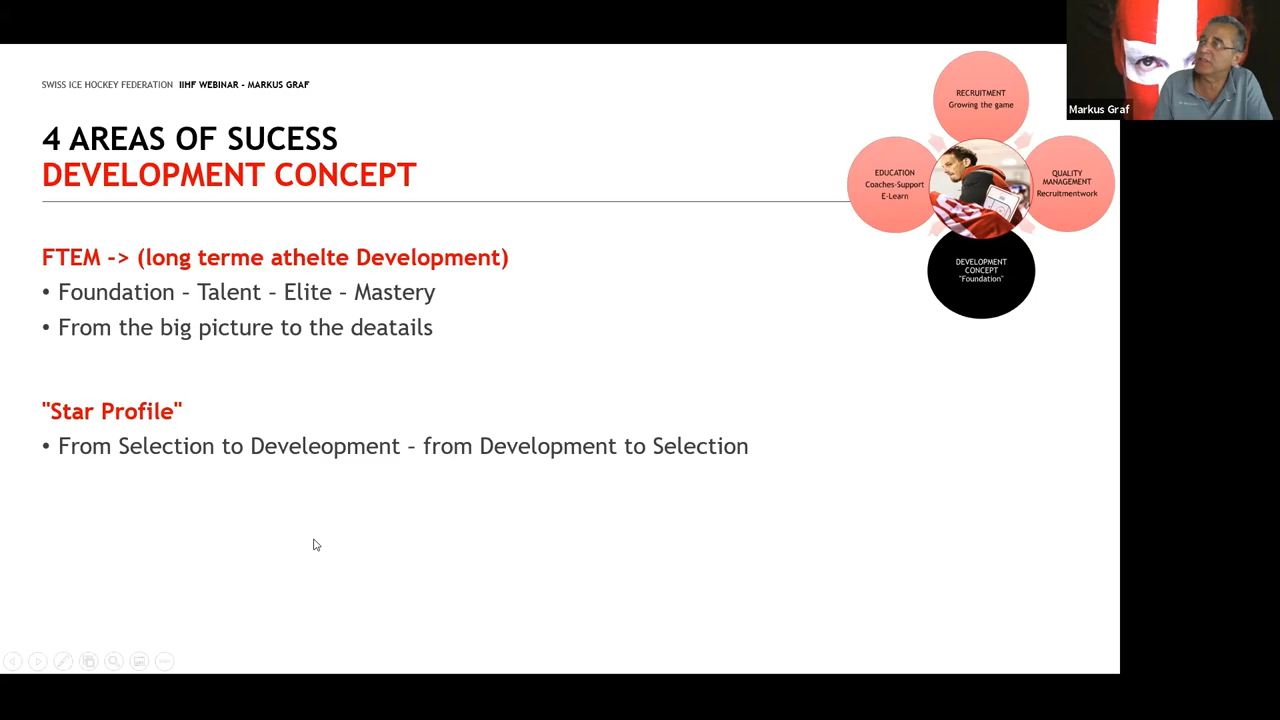 SWISS ICE HOCKEY FEDERATION IIHF WEBINAR - MARKUS GRAF
4 AREAS OF SUCESS
DEVELOPMENT CONCEPT
FTEM -> (long terme athelte Development)
• Foundation – Talent – Elite – Mastery
• From the big picture to the deatails
"Star Profile"
• From Selection to Develeopment – from Development to Selection
RECRUITMENT
Growing the game
EDUCATION
Coaches-Support
E-Learn
QUALITY
MANAGEMENT
Recruitmentwork
DEVELOPMENT
CONCEPT
"Foundation"
Markus Graf